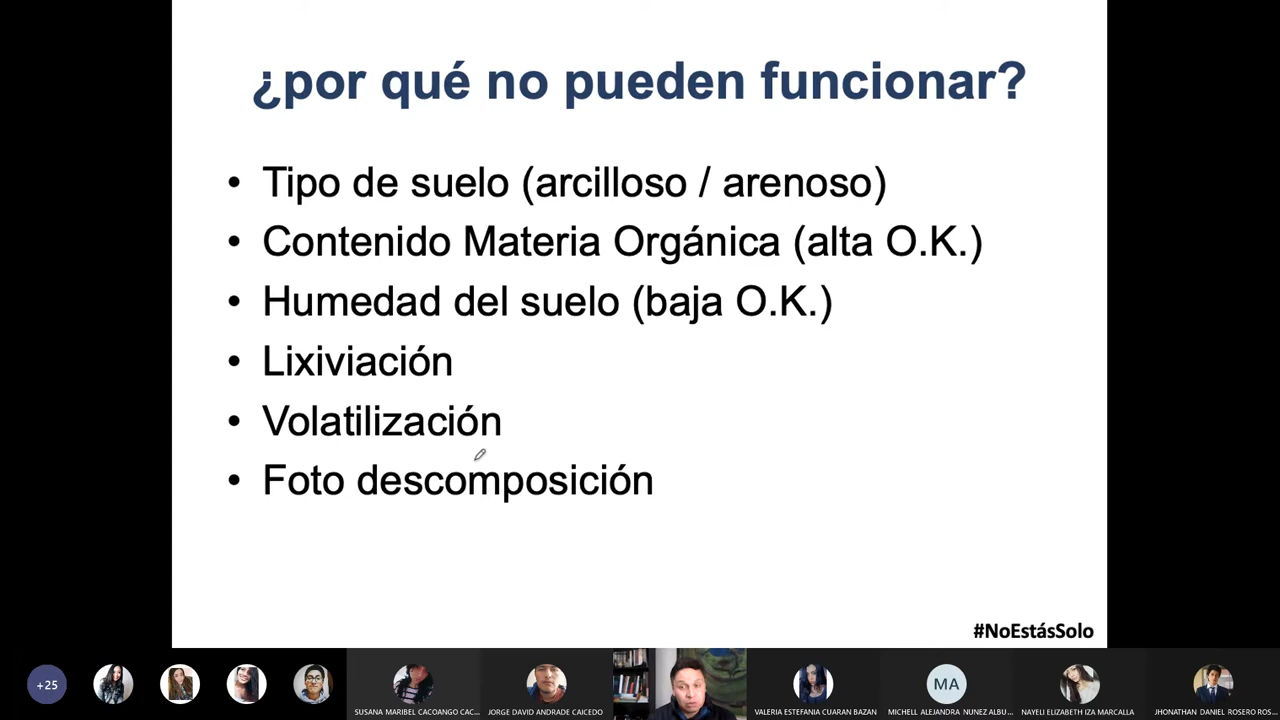 ¿por qué no pueden funcionar?
• Tipo de suelo (arcilloso / arenoso)
• Contenido Materia Orgánica (alta O.K.)
• Humedad del suelo (baja O.K.)
• Lixiviación
• Volatilización
• Foto descomposición
#NoEstásSolo
+25
SUSANA MARIBEL CACOANGO CAC...
JORGE DAVID ANDRADE CAICEDO
VALERIA ESTEFANIA CUARAN BAZAN
MA
MICHELL ALEJANDRA NUNEZ ALBU...
NAYELI ELIZABETH IZA MARCALLA
JHONATHAN DANIEL ROSERO ROS...